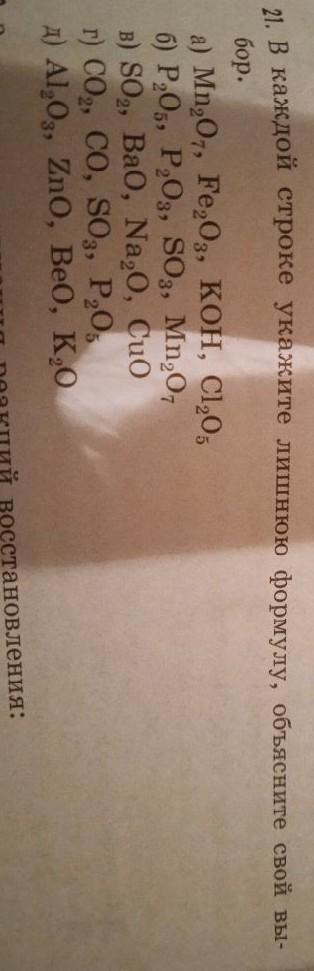 21. В каждой строке укажите лишнюю формулу, объясните свой вы-
бор.
а) Mn₂O₇, Fe₂O₃, KOH, Cl₂O₅
б) P₂O₅, P₂O₃, SO₃, Mn₂O₇
в) SO₂, BaO, Na₂O, CuO
г) CO₂, CO, SO₃, P₂O₅
д) Al₂O₃, ZnO, BeO, K₂O
реакций восстановления: